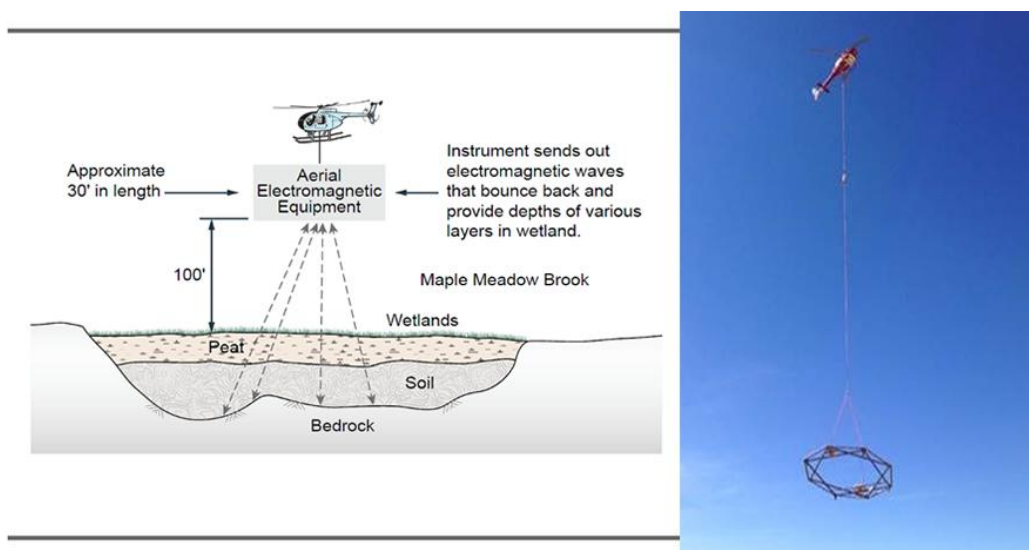 Approximate
30' in length
Aerial
Electromagnetic
Equipment
Instrument sends out
electromagnetic waves
that bounce back and
provide depths of various
layers in wetland.
100'
Maple Meadow Brook
Wetlands
Peat
Soil
Bedrock